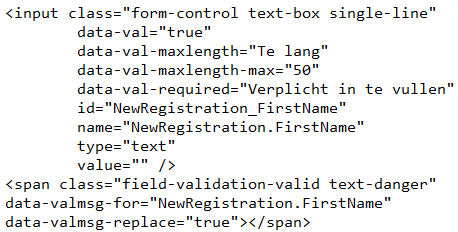 <input class="form-control text-box single-line"
data-val="true"
data-val-maxlength="Te lang"
data-val-maxlength-max="50"
data-val-required="Verplicht in te vullen"
id="NewRegistration_FirstName"
name="NewRegistration.FirstName"
type="text"
value="" />
<span class="field-validation-valid text-danger"
data-valmsg-for="NewRegistration.FirstName"
data-valmsg-replace="true"></span>